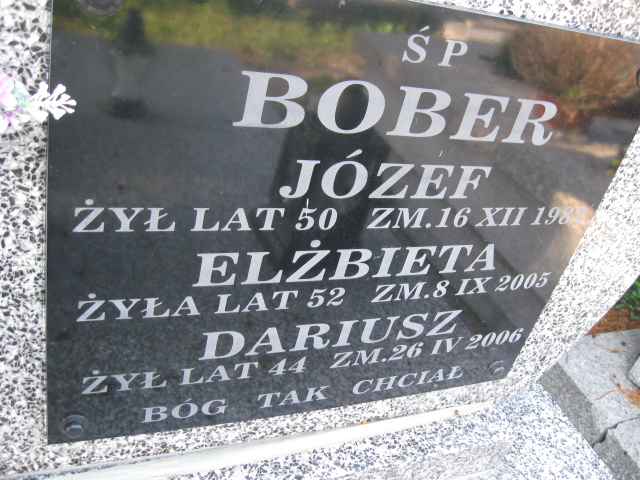 ŚP
BOBER
JÓZEF
ŻYŁ LAT 50 ZM.16 XII
ELŻBIETA
ŻYŁA LAT 52 ZM.8 IX 2005
DARIUSZ
ŻYŁ LAT 44 ZM.26 IV 2006
BÓG TAK CHCIAŁ